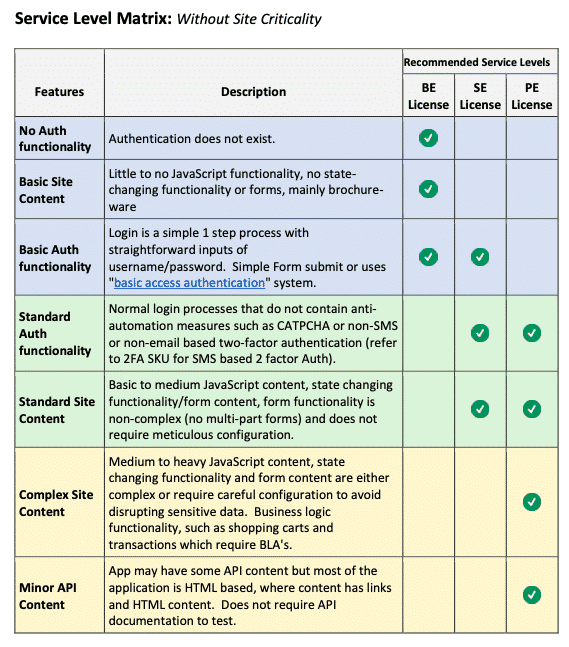 Service Level Matrix: Without Site Criticality
Recommended Service Levels
Features
Description
BE
License
SE
License
PE
License
No Auth
functionality
Authentication does not exist.
Basic Site
Content
Little to no JavaScript functionality, no state-
changing functionality or forms, mainly brochure-
ware
Basic Auth
functionality
Login is a simple 1 step process with
straightforward inputs of
username/password.  Simple Form submit or uses
"basic access authentication" system.
Standard
Auth
functionality
Normal login processes that do not contain anti-
automation measures such as CATPCHA or non-SMS
or non-email based two-factor authentication (refer
to 2FA SKU for SMS based 2 factor Auth).
Standard Site
Content
Basic to medium JavaScript content, state changing
functionality/form content, form functionality is
non-complex (no multi-part forms) and does not
require meticulous configuration.
Complex Site
Content
Medium to heavy JavaScript content, state
changing functionality and form content are either
complex or require careful configuration to avoid
disrupting sensitive data.  Business logic
functionality, such as shopping carts and
transactions which require BLA's.
Minor API
Content
App may have some API content but most of the
application is HTML based, where content has links
and HTML content.  Does not require API
documentation to test.